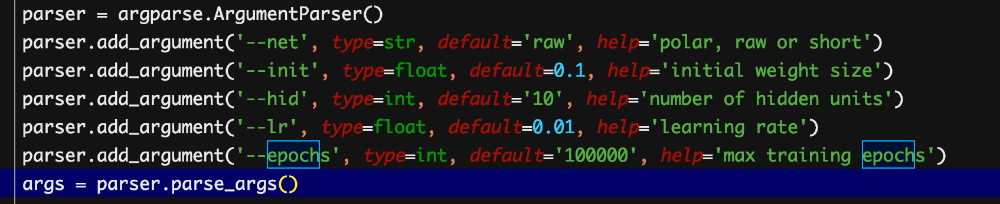 parser = argparse.ArgumentParser()
parser.add_argument('--net', type=str, default='raw', help='polar, raw or short')
parser.add_argument('--init', type=float, default=0.1, help='initial weight size')
parser.add_argument('--hid', type=int, default='10', help='number of hidden units')
parser.add_argument('--lr', type=float, default=0.01, help='learning rate')
parser.add_argument('--epochs', type=int, default='100000', help='max training epochs')
args = parser.parse_args()